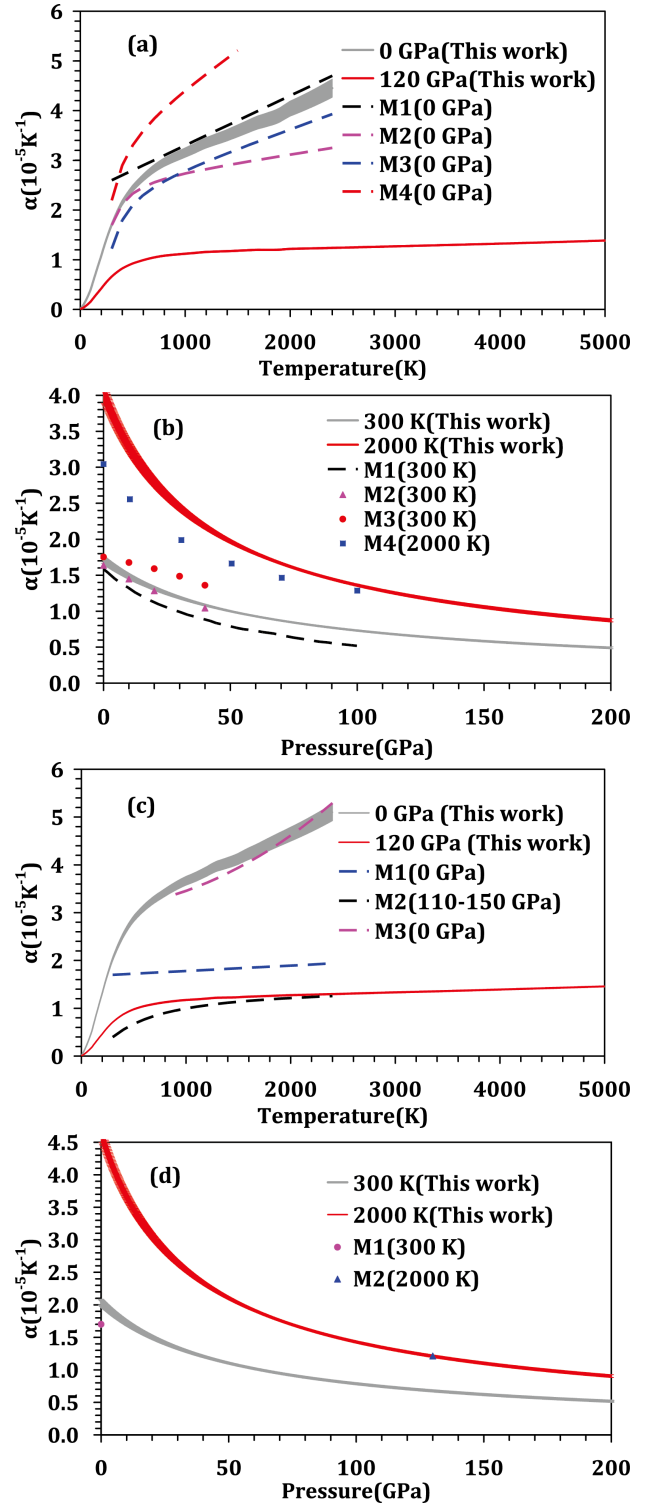 (a)
0 GPa(This work)
120 GPa(This work)
M1(0 GPa)
M2(0 GPa)
M3(0 GPa)
M4(0 GPa)
α(10⁻⁵K⁻¹)
6
5
4
3
2
1
0
0 1000 2000 3000 4000 5000
Temperature(K)
(b)
300 K(This work)
2000 K(This work)
M1(300 K)
M2(300 K)
M3(300 K)
M4(2000 K)
α(10⁻⁵K⁻¹)
4.0
3.5
3.0
2.5
2.0
1.5
1.0
0.5
0.0
0 50 100 150 200
Pressure(GPa)
(c)
0 GPa (This work)
120 GPa (This work)
M1(0 GPa)
M2(110-150 GPa)
M3(0 GPa)
α(10⁻⁵K⁻¹)
6
5
4
3
2
1
0
0 1000 2000 3000 4000 5000
Temperature(K)
(d)
300 K(This work)
2000 K(This work)
M1(300 K)
M2(2000 K)
α(10⁻⁵K⁻¹)
4.5
4.0
3.5
3.0
2.5
2.0
1.5
1.0
0.5
0.0
0 50 100 150 200
Pressure(GPa)